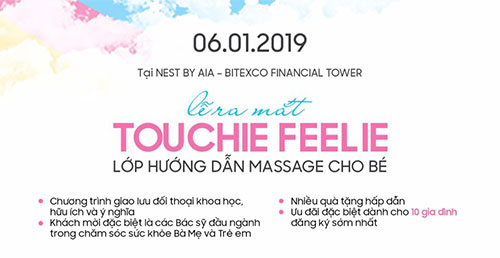 06.01.2019
Tại NEST BY AIA - BITEXCO FINANCIAL TOWER
lễ ra mắt
TOUCHIE FEELIE
LỚP HƯỚNG DẪN MASSAGE CHO BÉ
• Chương trình giao lưu đối thoại khoa học,
hữu ích và ý nghĩa
• Khách mời đặc biệt là các Bác sỹ đầu ngành
trong chăm sóc sức khỏe Bà Mẹ và Trẻ em
• Nhiều quà tặng hấp dẫn
• Ưu đãi đặc biệt dành cho 10 gia đình
đăng ký sớm nhất